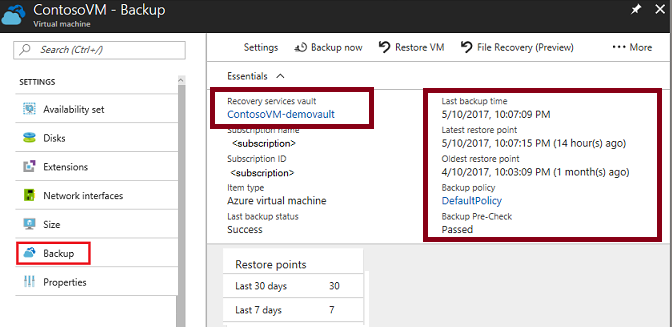 ContosoVM - Backup
Virtual machine
Search (Ctrl+/)
SETTINGS
Availability set
Disks
Extensions
Network interfaces
Size
Backup
Properties
Settings
Backup now
Restore VM
File Recovery (Preview)
More
Essentials
Recovery services vault
ContosoVM-demovault
Subscription name
<subscription>
Subscription ID
<subscription>
Item type
Azure virtual machine
Last backup status
Success
Last backup time
5/10/2017, 10:07:09 PM
Latest restore point
5/10/2017, 10:07:15 PM (14 hour(s) ago)
Oldest restore point
4/10/2017, 10:03:09 PM (1 month(s) ago)
Backup policy
DefaultPolicy
Backup Pre-Check
Passed
Restore points
Last 30 days 30
Last 7 days 7